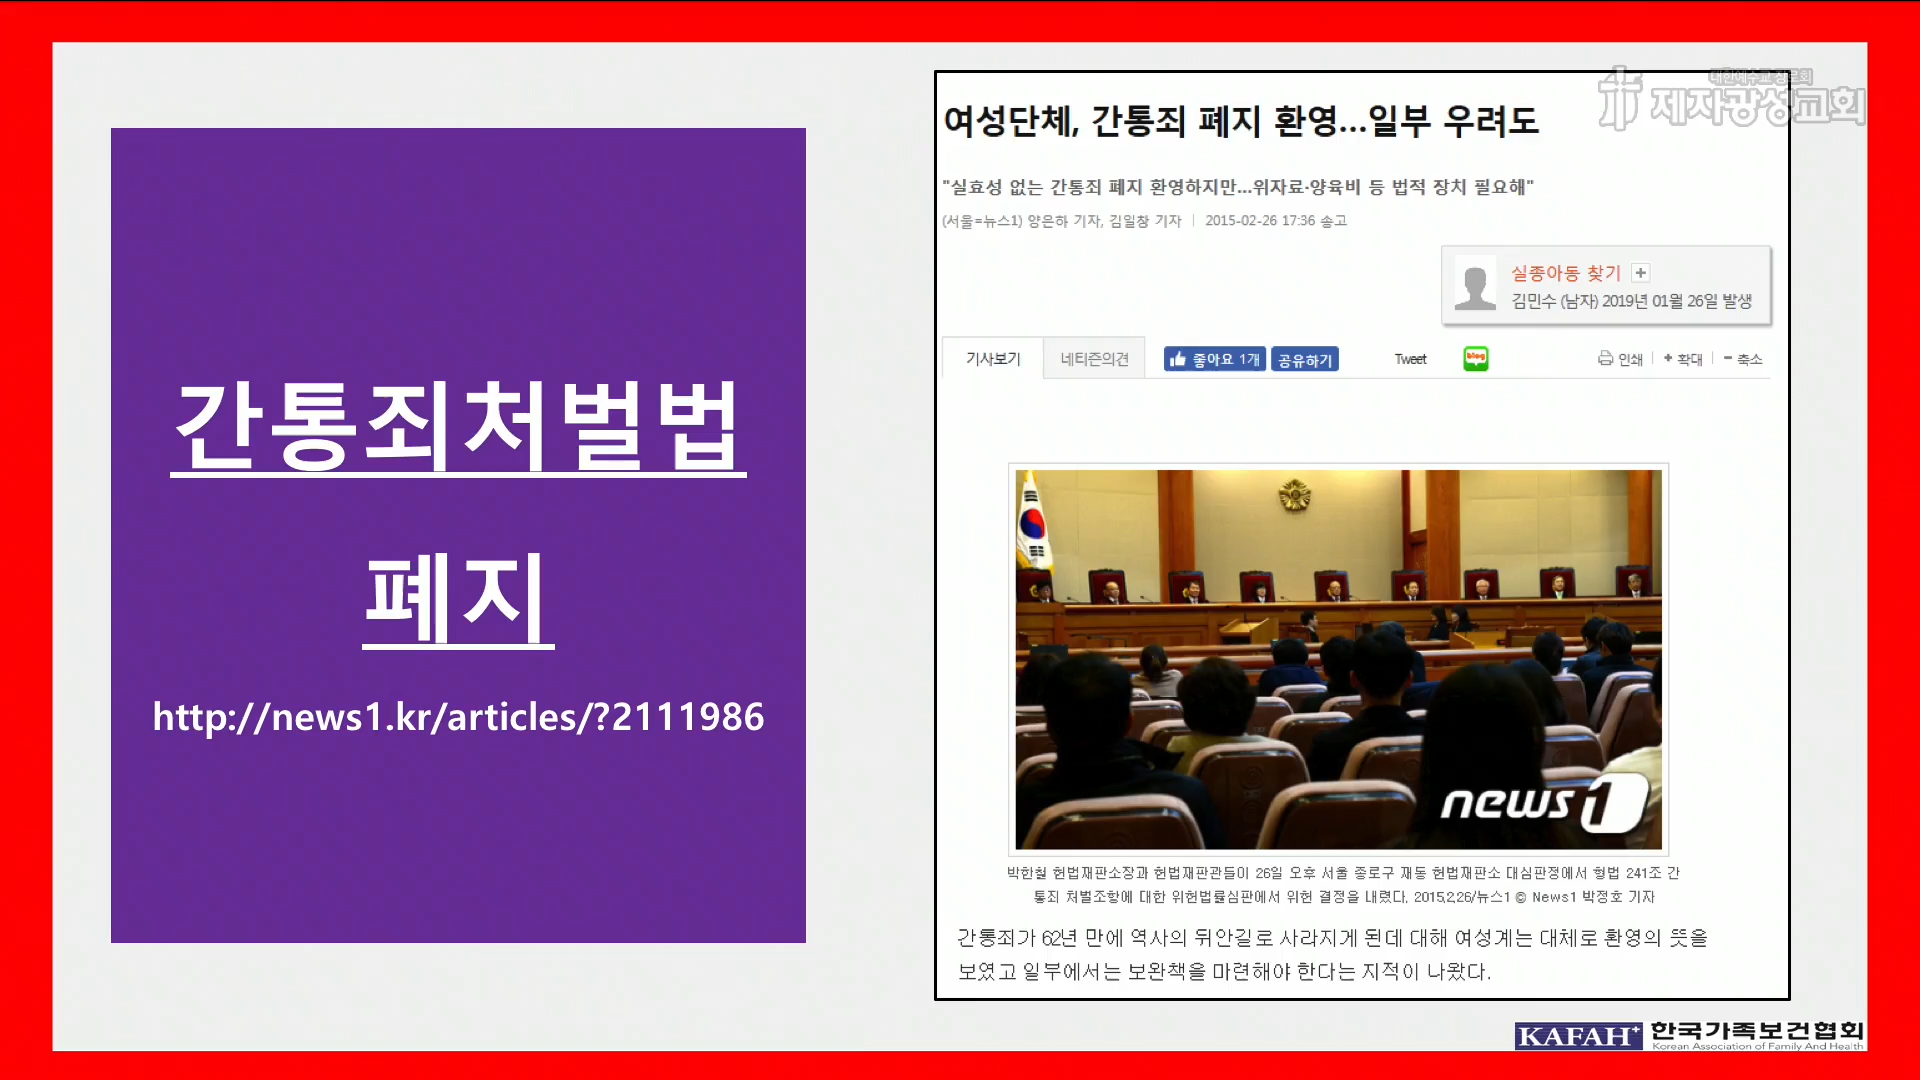 대한예수교 장로회
제자광성교회
간통죄처벌법
폐지
http://news1.kr/articles/?2111986
여성단체, 간통죄 폐지 환영...일부 우려도
"실효성 없는 간통죄 폐지 환영하지만...위자료·양육비 등 법적 장치 필요해"
(서울=뉴스1) 양은하 기자, 김일창 기자 | 2015-02-26 17:36 송고
실종아동 찾기 +
김민수 (남자) 2019년 01월 26일 발생
기사보기 네티즌의견 좋아요 1개 공유하기 Tweet blog 인쇄 | + 확대 | - 축소
news1
박한철 헌법재판소장과 헌법재판관들이 26일 오후 서울 종로구 재동 헌법재판소 대심판정에서 형법 241조 간
통죄 처벌조항에 대한 위헌법률심판에서 위헌 결정을 내렸다. 2015.2.26/뉴스1 © News1 박정호 기자
간통죄가 62년 만에 역사의 뒤안길로 사라지게 된데 대해 여성계는 대체로 환영의 뜻을
보였고 일부에서는 보완책을 마련해야 한다는 지적이 나왔다.
KAFAH+ 한국가족보건협회
Korean Association of Family And Health